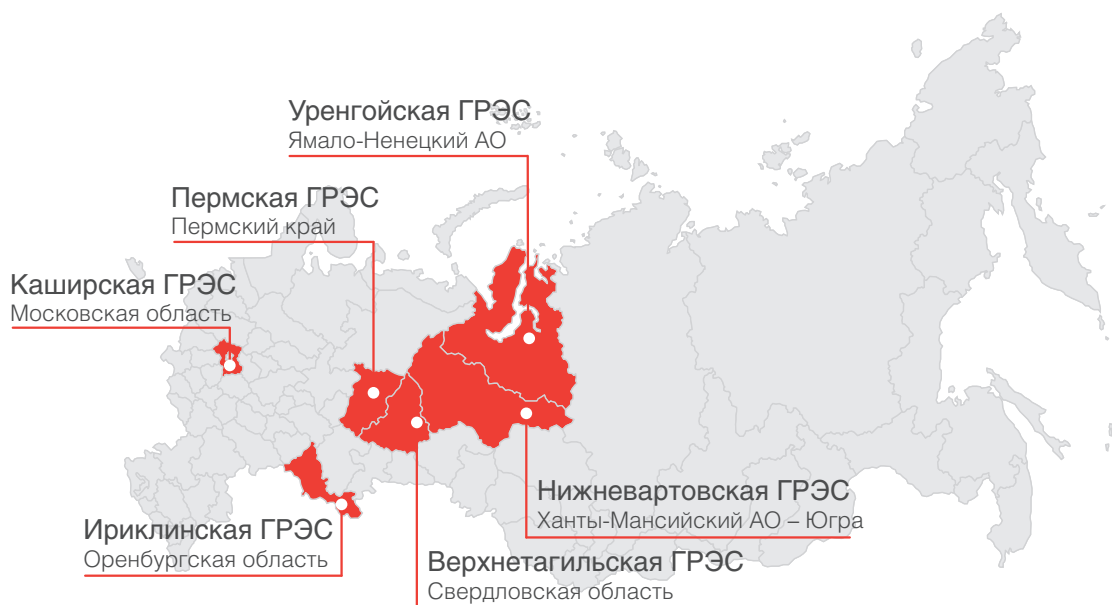 Уренгойская ГРЭС
Ямало-Ненецкий АО
Пермская ГРЭС
Пермский край
Каширская ГРЭС
Московская область
Нижневартовская ГРЭС
Ханты-Мансийский АО – Югра
Ириклинская ГРЭС
Оренбургская область
Верхнетагильская ГРЭС
Свердловская область